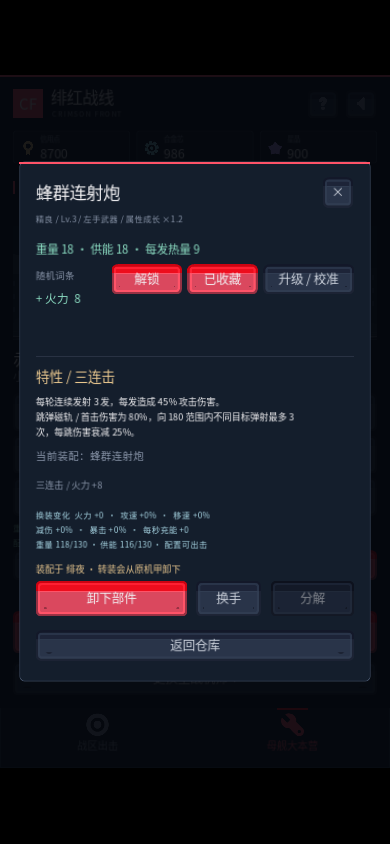 CF
绯红战线
?
8700
986
900
蜂群连射炮
×
精良 / Lv.3 / 左手武器 / 属性成长 ×1.2
重量 18 · 供能 18 · 每发热量 9
随机词条
解锁
已收藏
升级 / 校准
+ 火力 8
特性 / 三连击
每轮连续发射 3 发，每发造成 45% 攻击伤害。
跳弹磁轨 / 首击伤害为 80%，向 180 范围内不同目标弹射最多 3
次，每跳伤害衰减 25%。
当前装配：蜂群连射炮
三连击 / 火力 +8
换装变化 火力 +0 · 攻速 +0% · 移速 +0%
减伤 +0% · 暴击 +0% · 每秒充能 +0
重量 118/130 · 供能 116/130 · 配置可出击
装配于 绯夜 · 转装会从原机甲卸下
卸下部件
换手
分解
返回仓库